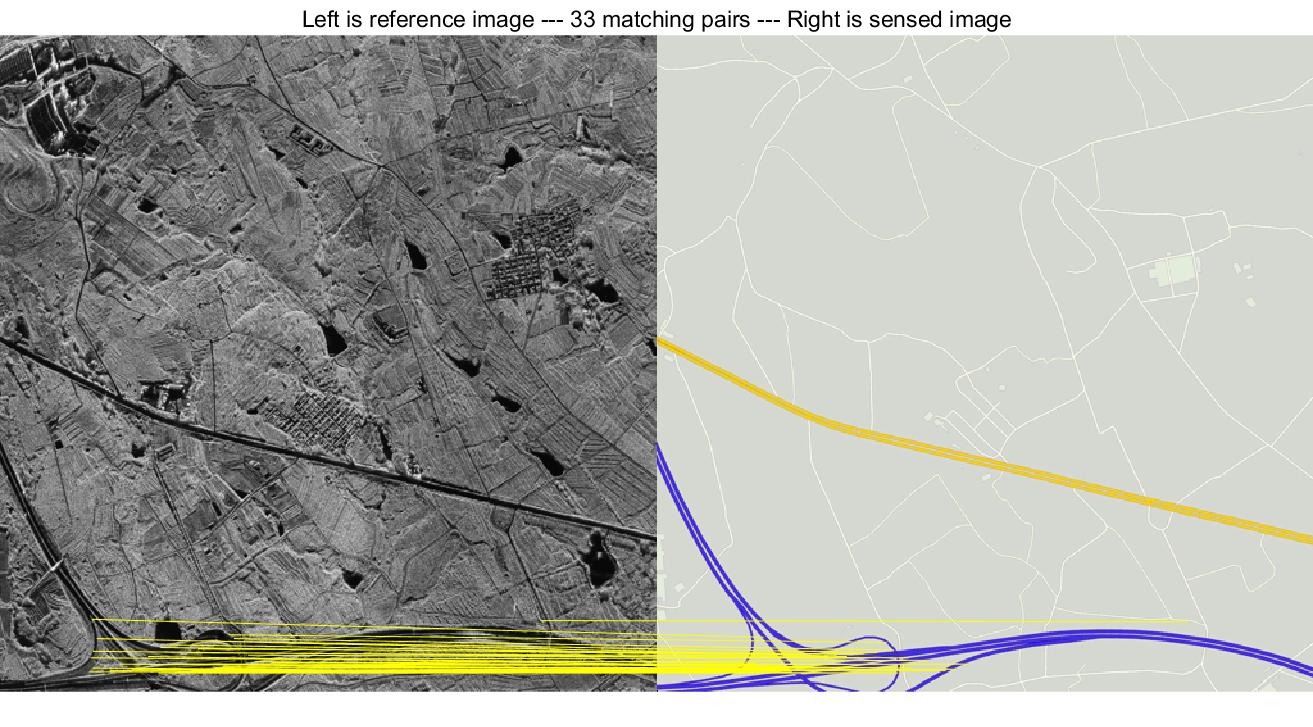 Left is reference image --- 33 matching pairs --- Right is sensed image